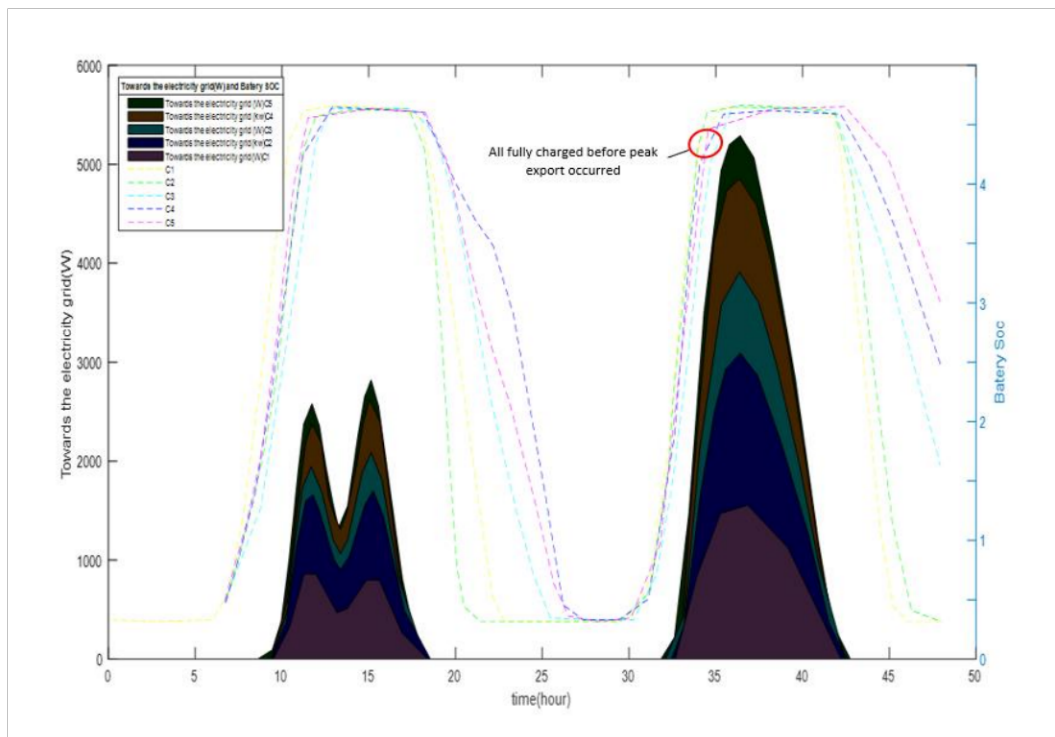 Towards the electricity grid(W) and Batery SOC
Towards the electricity grid (W)C5
Towards the electricity grid (kw)C4
Towards the electricity grid (W)C3
Towards the electricity grid (kw)C2
Towards the electricity grid(W)C1
C1
C2
C3
C4
C5
All fully charged before peak
export occurred
Towards the electricity grid(W)
6000
5000
4000
3000
2000
1000
0
0
5
10
15
20
25
30
35
40
45
50
time(hour)
4
3
2
1
0
Batery Soc